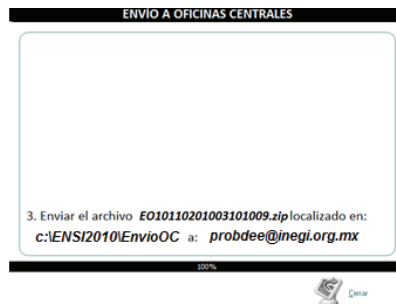 ENVÍO A OFICINAS CENTRALES
3. Enviar el archivo EO10110201003101009.zip localizado en:
c:\ENSI2010\EnvioOC a: probdee@inegi.org.mx
100%
Cerrar